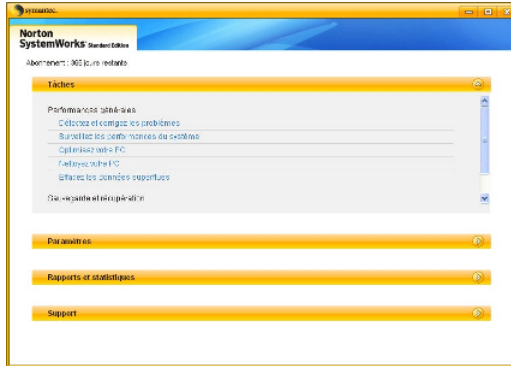 symantec.
Norton
SystemWorks Standard Edition
Abonnement : 366 jours restants
Tâches
Performances générales
Détectez et corrigez les problèmes
Surveillez les performances du système
Optimisez votre PC
Nettoyez votre PC
Effacez les données superflues
Sauvegarde et récupération
Paramètres
Rapports et statistiques
Support